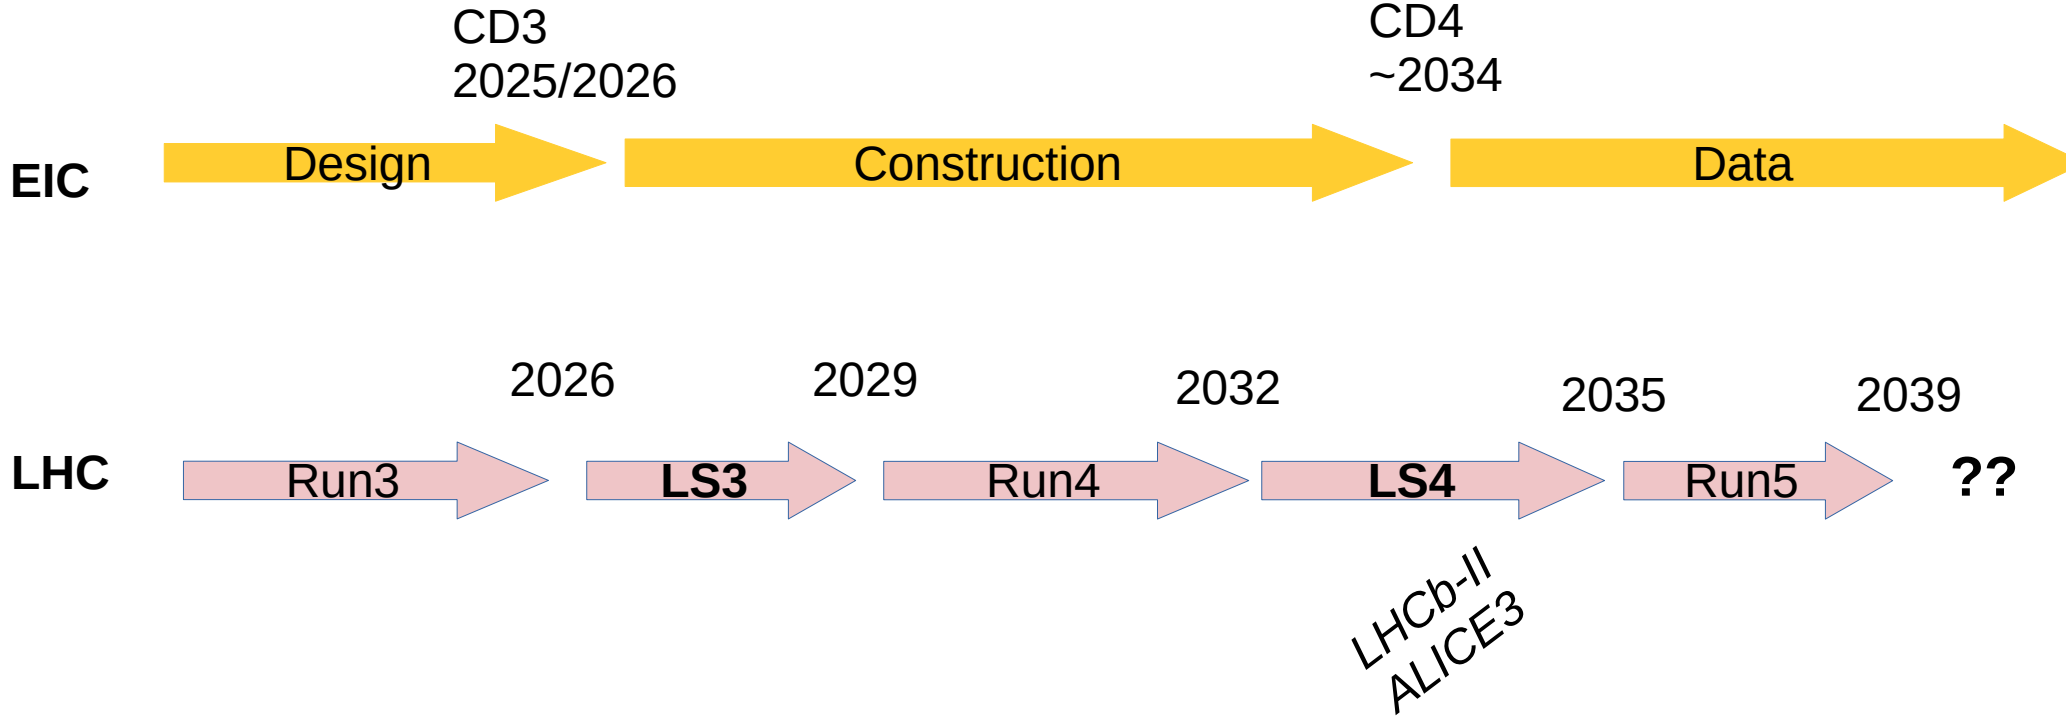 CD3
2025/2026
CD4
~2034
EIC
Design
Construction
Data
2026
2029
2032
2035
2039
LHC
Run3
LS3
Run4
LS4
Run5
??
LHCb-II
ALICE3